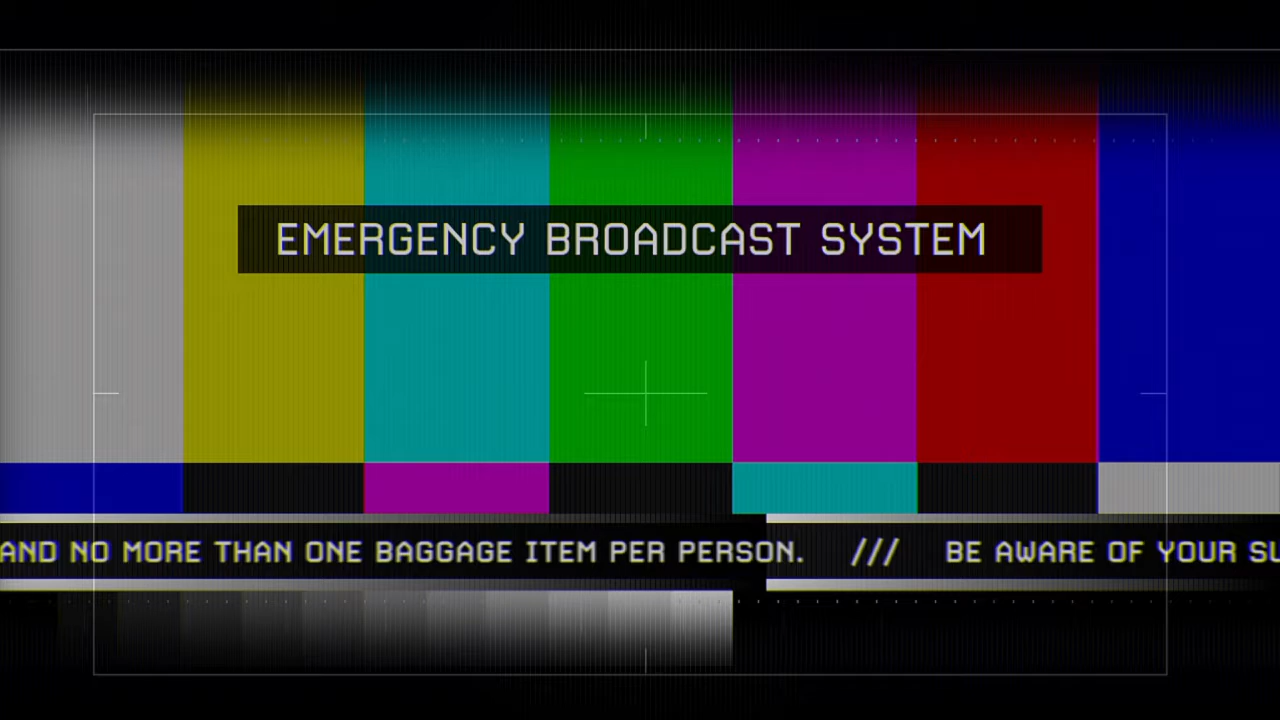 EMERGENCY BROADCAST SYSTEM
AND NO MORE THAN ONE BAGGAGE ITEM PER PERSON. /// BE AWARE OF YOUR